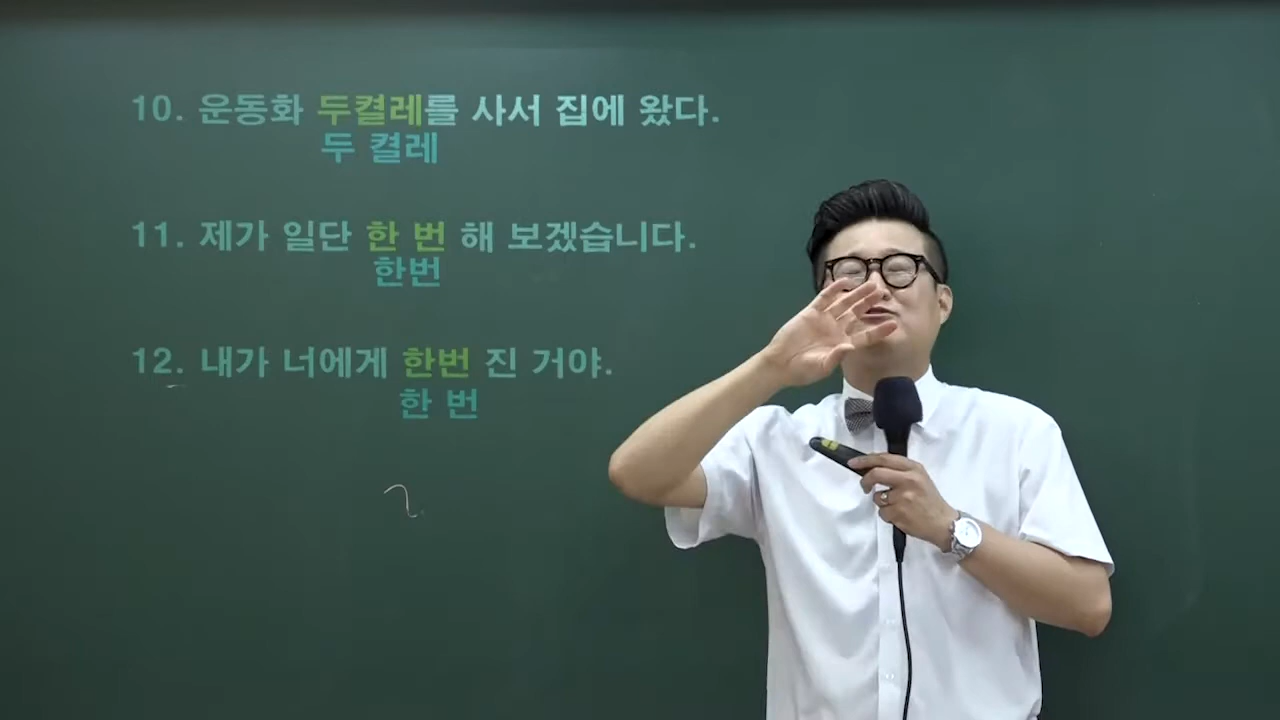 10. 운동화 두켤레를 사서 집에 왔다.
두 켤레
11. 제가 일단 한 번 해 보겠습니다.
한번
12. 내가 너에게 한번 진 거야.
한 번